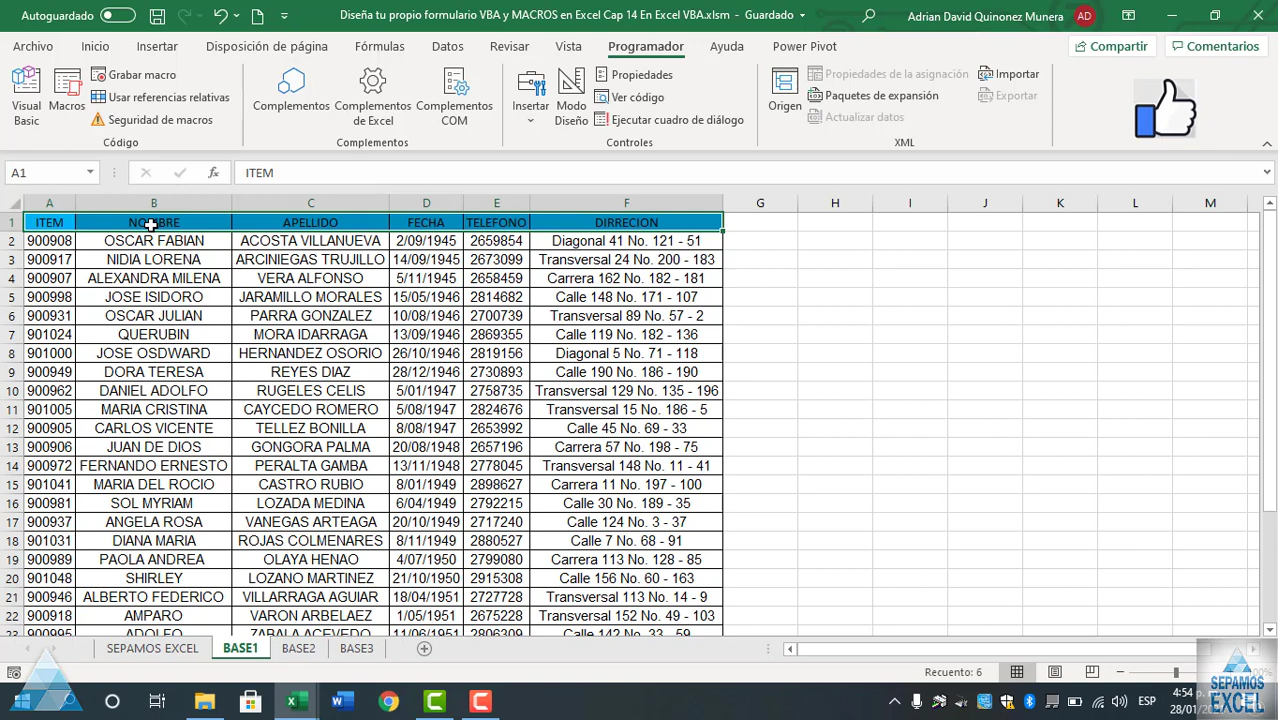 Autoguardado
Diseña tu propio formulario VBA y MACROS en Excel Cap 14 En Excel VBA.xlsm - Guardado
Adrian David Quinonez Munera AD
Archivo Inicio Insertar Disposición de página Fórmulas Datos Revisar Vista Programador Ayuda Power Pivot Compartir Comentarios
Visual Basic
Macros
Grabar macro
Usar referencias relativas
Seguridad de macros
Código
Complementos
Complementos de Excel
Complementos COM
Complementos
Insertar
Modo Diseño
Propiedades
Ver código
Ejecutar cuadro de diálogo
Controles
Origen
Propiedades de la asignación
Paquetes de expansión
Actualizar datos
Importar
Exportar
XML
A1 fx ITEM
A B C D E F G H I J K L M
1 ITEM NOMBRE APELLIDO FECHA TELEFONO DIRRECION
2 900908 OSCAR FABIAN ACOSTA VILLANUEVA 2/09/1945 2659854 Diagonal 41 No. 121 - 51
3 900917 NIDIA LORENA ARCINIEGAS TRUJILLO 14/09/1945 2673099 Transversal 24 No. 200 - 183
4 900907 ALEXANDRA MILENA VERA ALFONSO 5/11/1945 2658459 Carrera 162 No. 182 - 181
5 900998 JOSE ISIDORO JARAMILLO MORALES 15/05/1946 2814682 Calle 148 No. 171 - 107
6 900931 OSCAR JULIAN PARRA GONZALEZ 10/08/1946 2700739 Transversal 89 No. 57 - 2
7 901024 QUERUBIN MORA IDARRAGA 13/09/1946 2869355 Calle 119 No. 182 - 136
8 901000 JOSE OSDWARD HERNANDEZ OSORIO 26/10/1946 2819156 Diagonal 5 No. 71 - 118
9 900949 DORA TERESA REYES DIAZ 28/12/1946 2730893 Calle 190 No. 186 - 190
10 900962 DANIEL ADOLFO RUGELES CELIS 5/01/1947 2758735 Transversal 129 No. 135 - 196
11 901005 MARIA CRISTINA CAYCEDO ROMERO 5/08/1947 2824676 Transversal 15 No. 186 - 5
12 900905 CARLOS VICENTE TELLEZ BONILLA 8/08/1947 2653992 Calle 45 No. 69 - 33
13 900906 JUAN DE DIOS GONGORA PALMA 20/08/1948 2657196 Carrera 57 No. 198 - 75
14 900972 FERNANDO ERNESTO PERALTA GAMBA 13/11/1948 2778045 Transversal 148 No. 11 - 41
15 901041 MARIA DEL ROCIO CASTRO RUBIO 8/01/1949 2898627 Carrera 11 No. 197 - 100
16 900981 SOL MYRIAM LOZADA MEDINA 6/04/1949 2792215 Calle 30 No. 189 - 35
17 900937 ANGELA ROSA VANEGAS ARTEAGA 20/10/1949 2717240 Calle 124 No. 3 - 37
18 901031 DIANA MARIA ROJAS COLMENARES 8/11/1949 2880527 Calle 7 No. 68 - 91
19 900989 PAOLA ANDREA OLAYA HENAO 4/07/1950 2799080 Carrera 113 No. 128 - 85
20 901048 SHIRLEY LOZANO MARTINEZ 21/10/1950 2915308 Calle 156 No. 60 - 163
21 900946 ALBERTO FEDERICO VILLARRAGA AGUIAR 18/04/1951 2727728 Transversal 113 No. 14 - 9
22 900918 AMPARO VARON ARBELAEZ 1/05/1951 2675228 Transversal 152 No. 49 - 103
23 900995 ADOLFO ZABALA ACEVEDO 11/06/1951 2806309 Calle 142 No. 33 - 59
SEPAMOS EXCEL BASE1 BASE2 BASE3
Recuento: 6
ESP
4:54 p.
28/01/
SEPAMOS
EXCEL